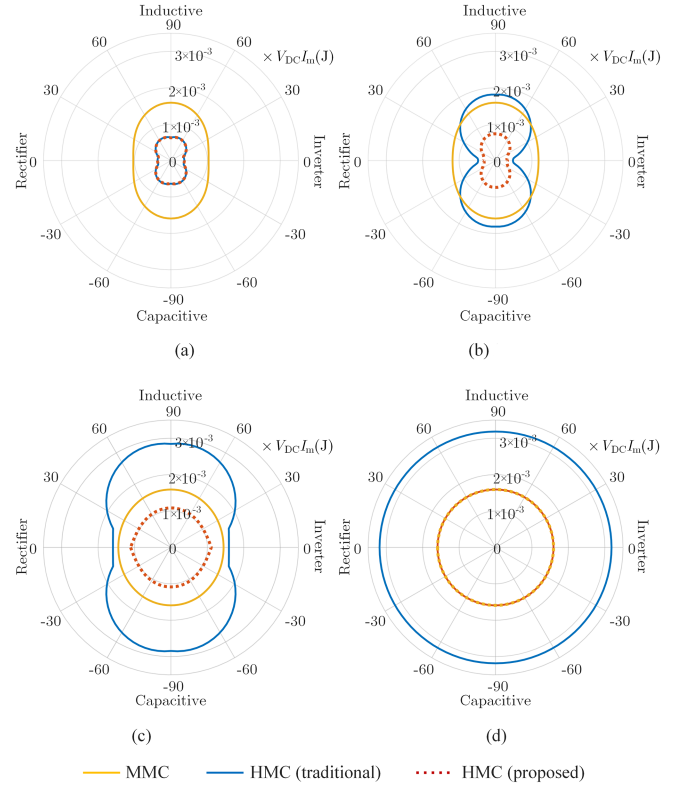 Inductive
90
60
60
× V_DC I_m(J)
3×10⁻³
30
30
2×10⁻³
1×10⁻³
Rectifier
0
0
0
Inverter
-30
-30
-60
-60
-90
Capacitive
(a)
Inductive
90
60
60
× V_DC I_m(J)
3×10⁻³
30
30
2×10⁻³
1×10⁻³
Rectifier
0
0
0
Inverter
-30
-30
-60
-60
-90
Capacitive
(b)
Inductive
90
60
60
× V_DC I_m(J)
3×10⁻³
30
30
2×10⁻³
1×10⁻³
Rectifier
0
0
0
Inverter
-30
-30
-60
-60
-90
Capacitive
(c)
Inductive
90
60
60
× V_DC I_m(J)
3×10⁻³
30
30
2×10⁻³
1×10⁻³
Rectifier
0
0
0
Inverter
-30
-30
-60
-60
-90
Capacitive
(d)
MMC
HMC (traditional)
HMC (proposed)